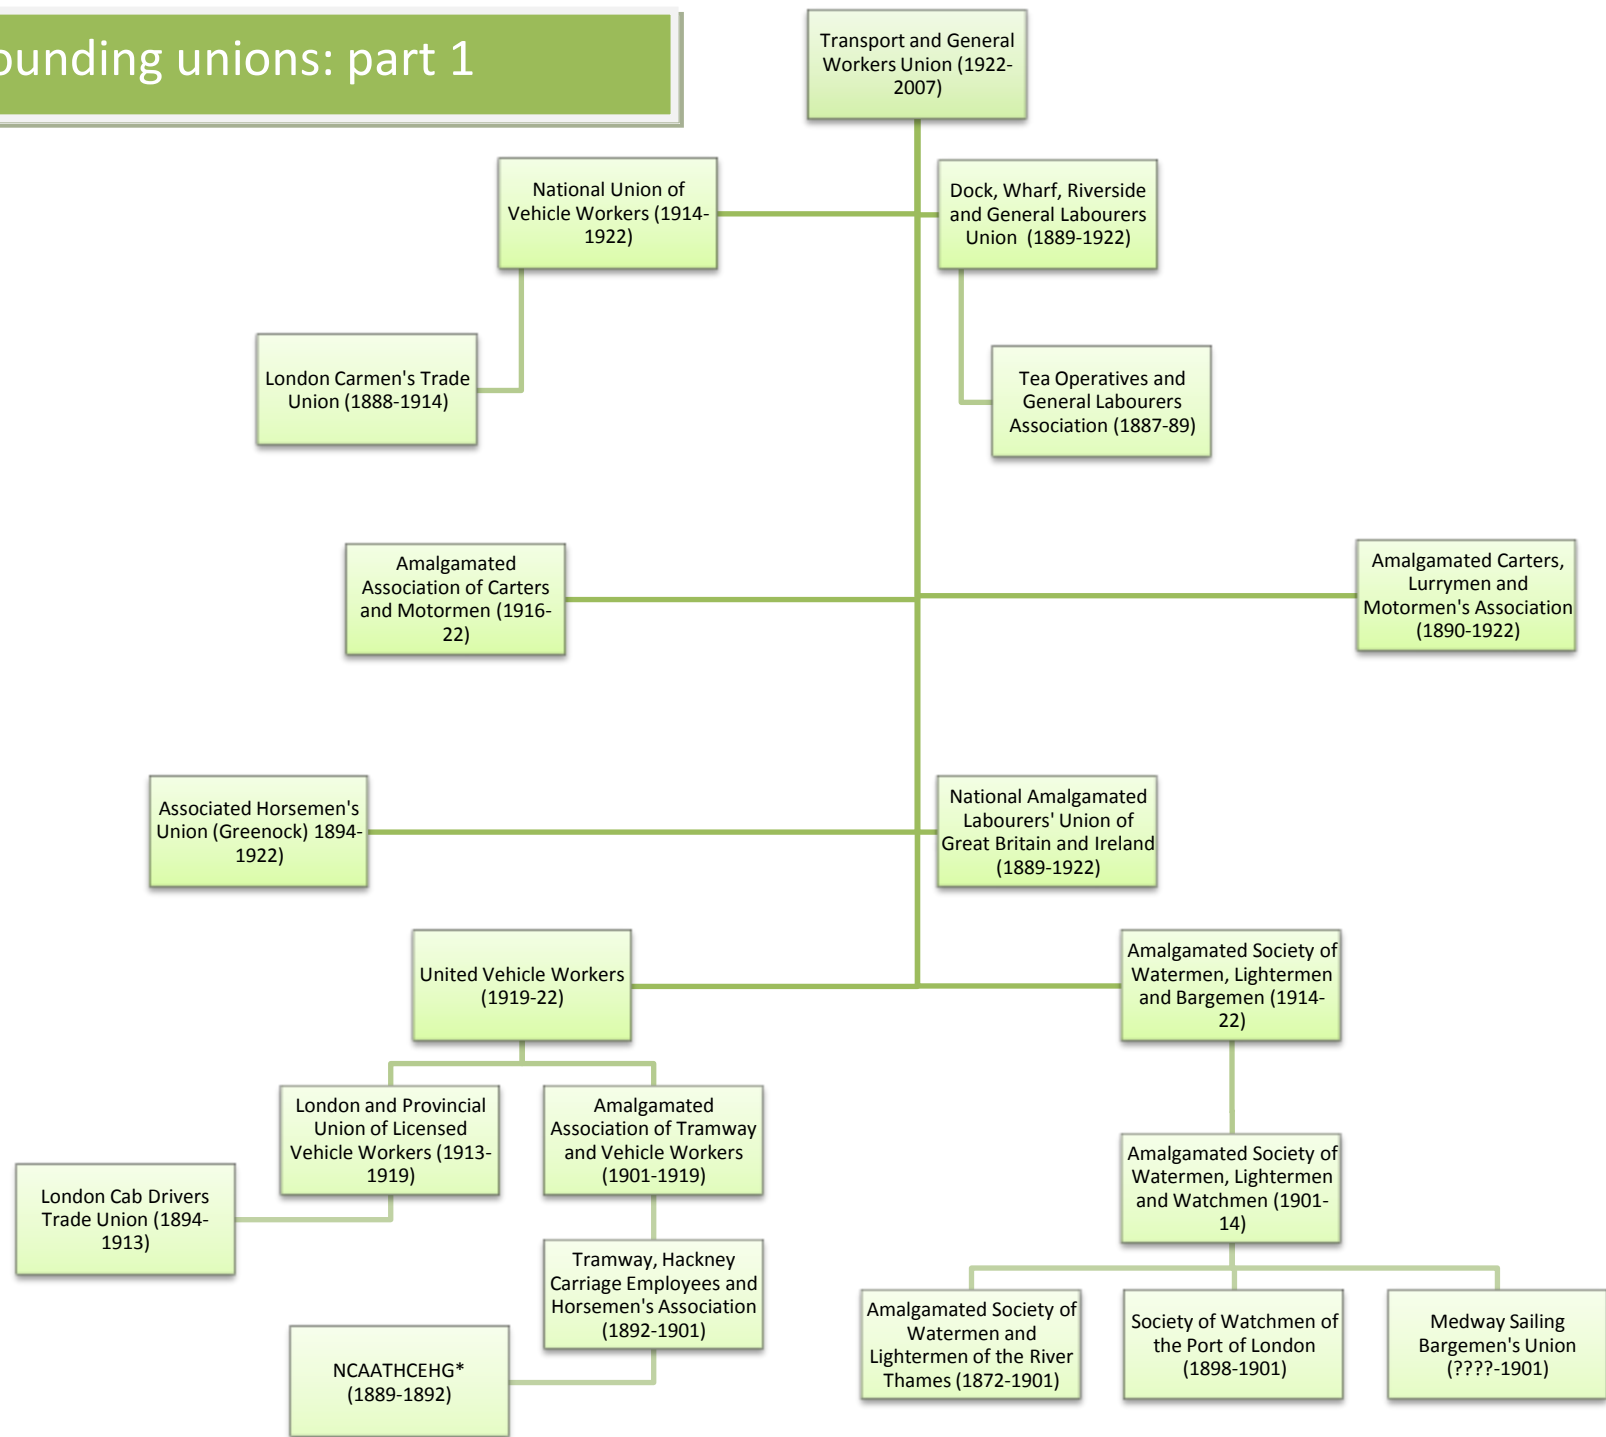 ounding unions: part 1
Transport and General
Workers Union (1922-
2007)
National Union of
Vehicle Workers (1914-
1922)
Dock, Wharf, Riverside
and General Labourers
Union (1889-1922)
London Carmen's Trade
Union (1888-1914)
Tea Operatives and
General Labourers
Association (1887-89)
Amalgamated
Association of Carters
and Motormen (1916-
22)
Amalgamated Carters,
Lurrymen and
Motormen's Association
(1890-1922)
Associated Horsemen's
Union (Greenock) 1894-
1922)
National Amalgamated
Labourers' Union of
Great Britain and Ireland
(1889-1922)
United Vehicle Workers
(1919-22)
Amalgamated Society of
Watermen, Lightermen
and Bargemen (1914-
22)
London and Provincial
Union of Licensed
Vehicle Workers (1913-
1919)
Amalgamated
Association of Tramway
and Vehicle Workers
(1901-1919)
Amalgamated Society of
Watermen, Lightermen
and Watchmen (1901-
14)
London Cab Drivers
Trade Union (1894-
1913)
Tramway, Hackney
Carriage Employees and
Horsemen's Association
(1892-1901)
NCAATHCEHG*
(1889-1892)
Amalgamated Society of
Watermen and
Lightermen of the River
Thames (1872-1901)
Society of Watchmen of
the Port of London
(1898-1901)
Medway Sailing
Bargemen's Union
(????-1901)